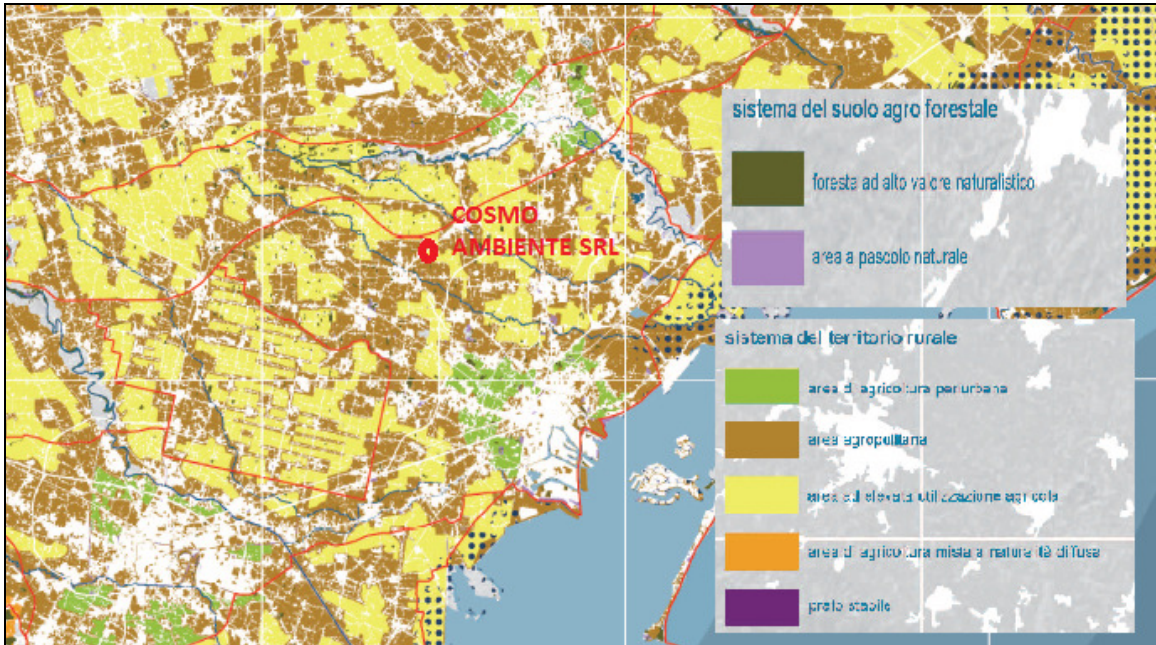 COSMO
AMBIENTE SRL
sistema del suolo agro forestale
foresta ad alto valore naturalistico
area a pascolo naturale
sistema del territorio rurale
area di agricoltura periurbana
area agropolitana
area ad elevata utilizzazione agricola
area di agricoltura mista a naturalità diffusa
prato stabile